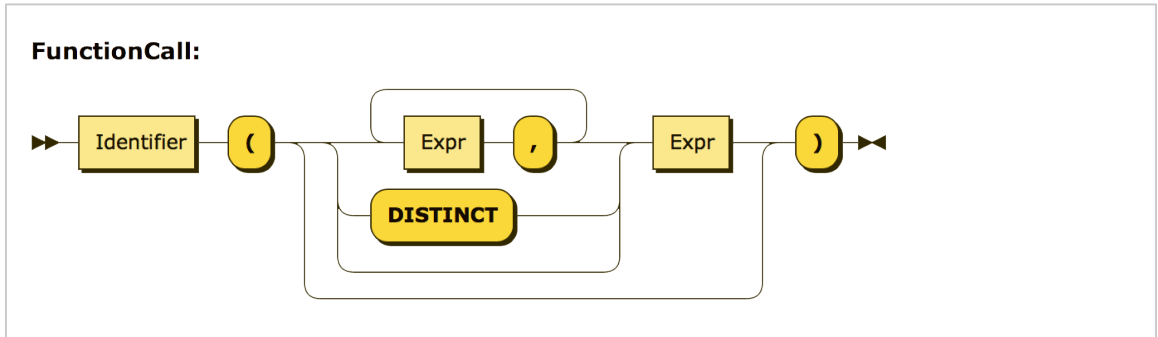 FunctionCall:
Identifier ( Expr , Expr )
DISTINCT